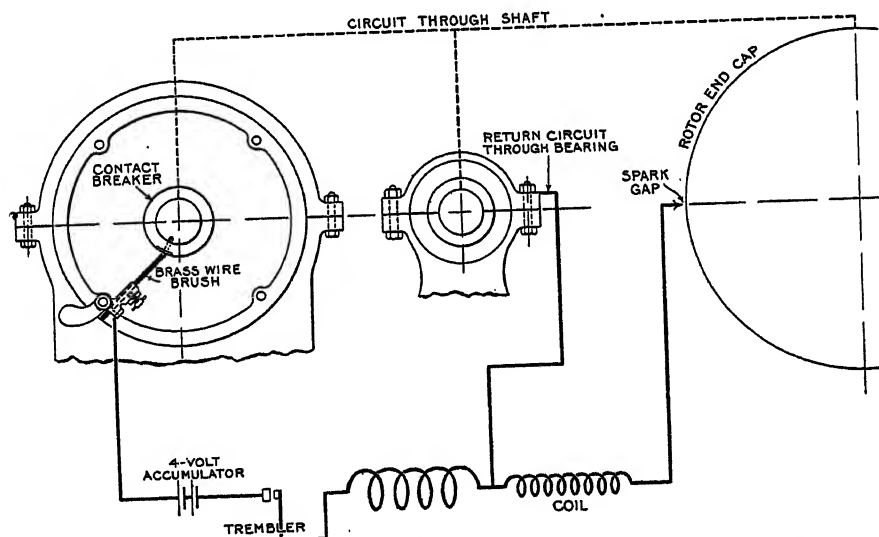 CIRCUIT THROUGH SHAFT
ROTOR END CAP
RETURN CIRCUIT
THROUGH BEARING
CONTACT
BREAKER
SPARK
GAP
BRASS WIRE
BRUSH
4-VOLT
ACCUMULATOR
TREMBLER
COIL